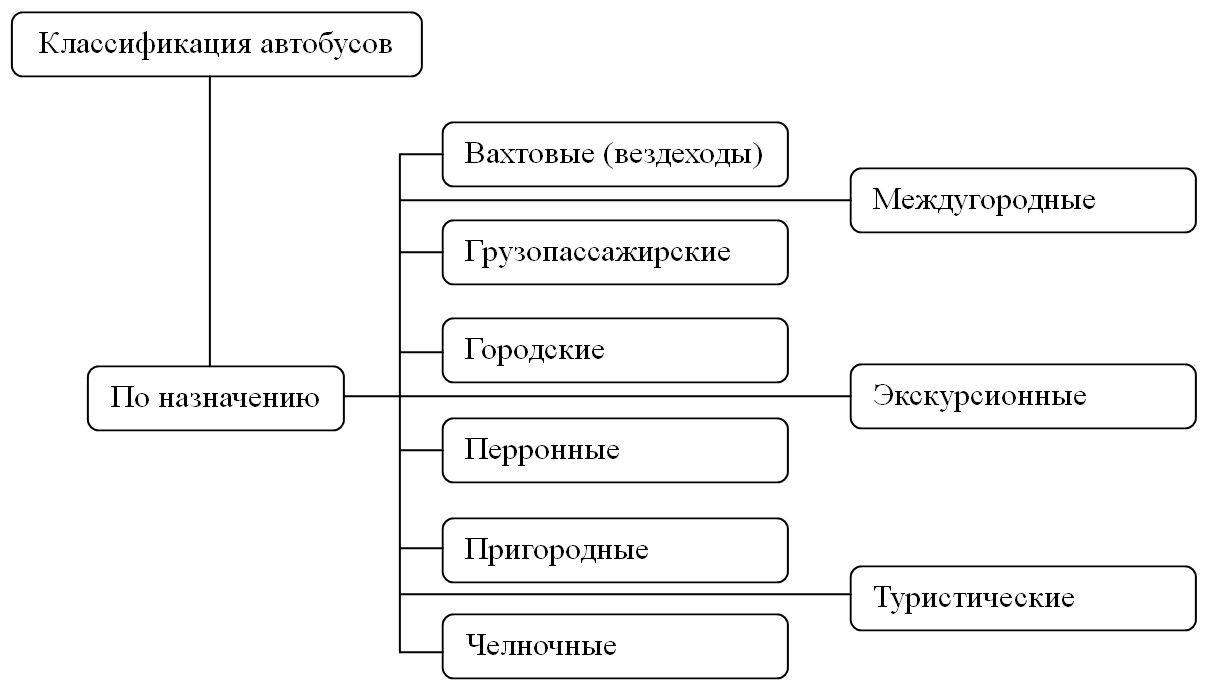 Классификация автобусов
Вахтовые (вездеходы)
Междугородные
Грузопассажирские
Городские
По назначению
Экскурсионные
Перронные
Пригородные
Туристические
Челночные